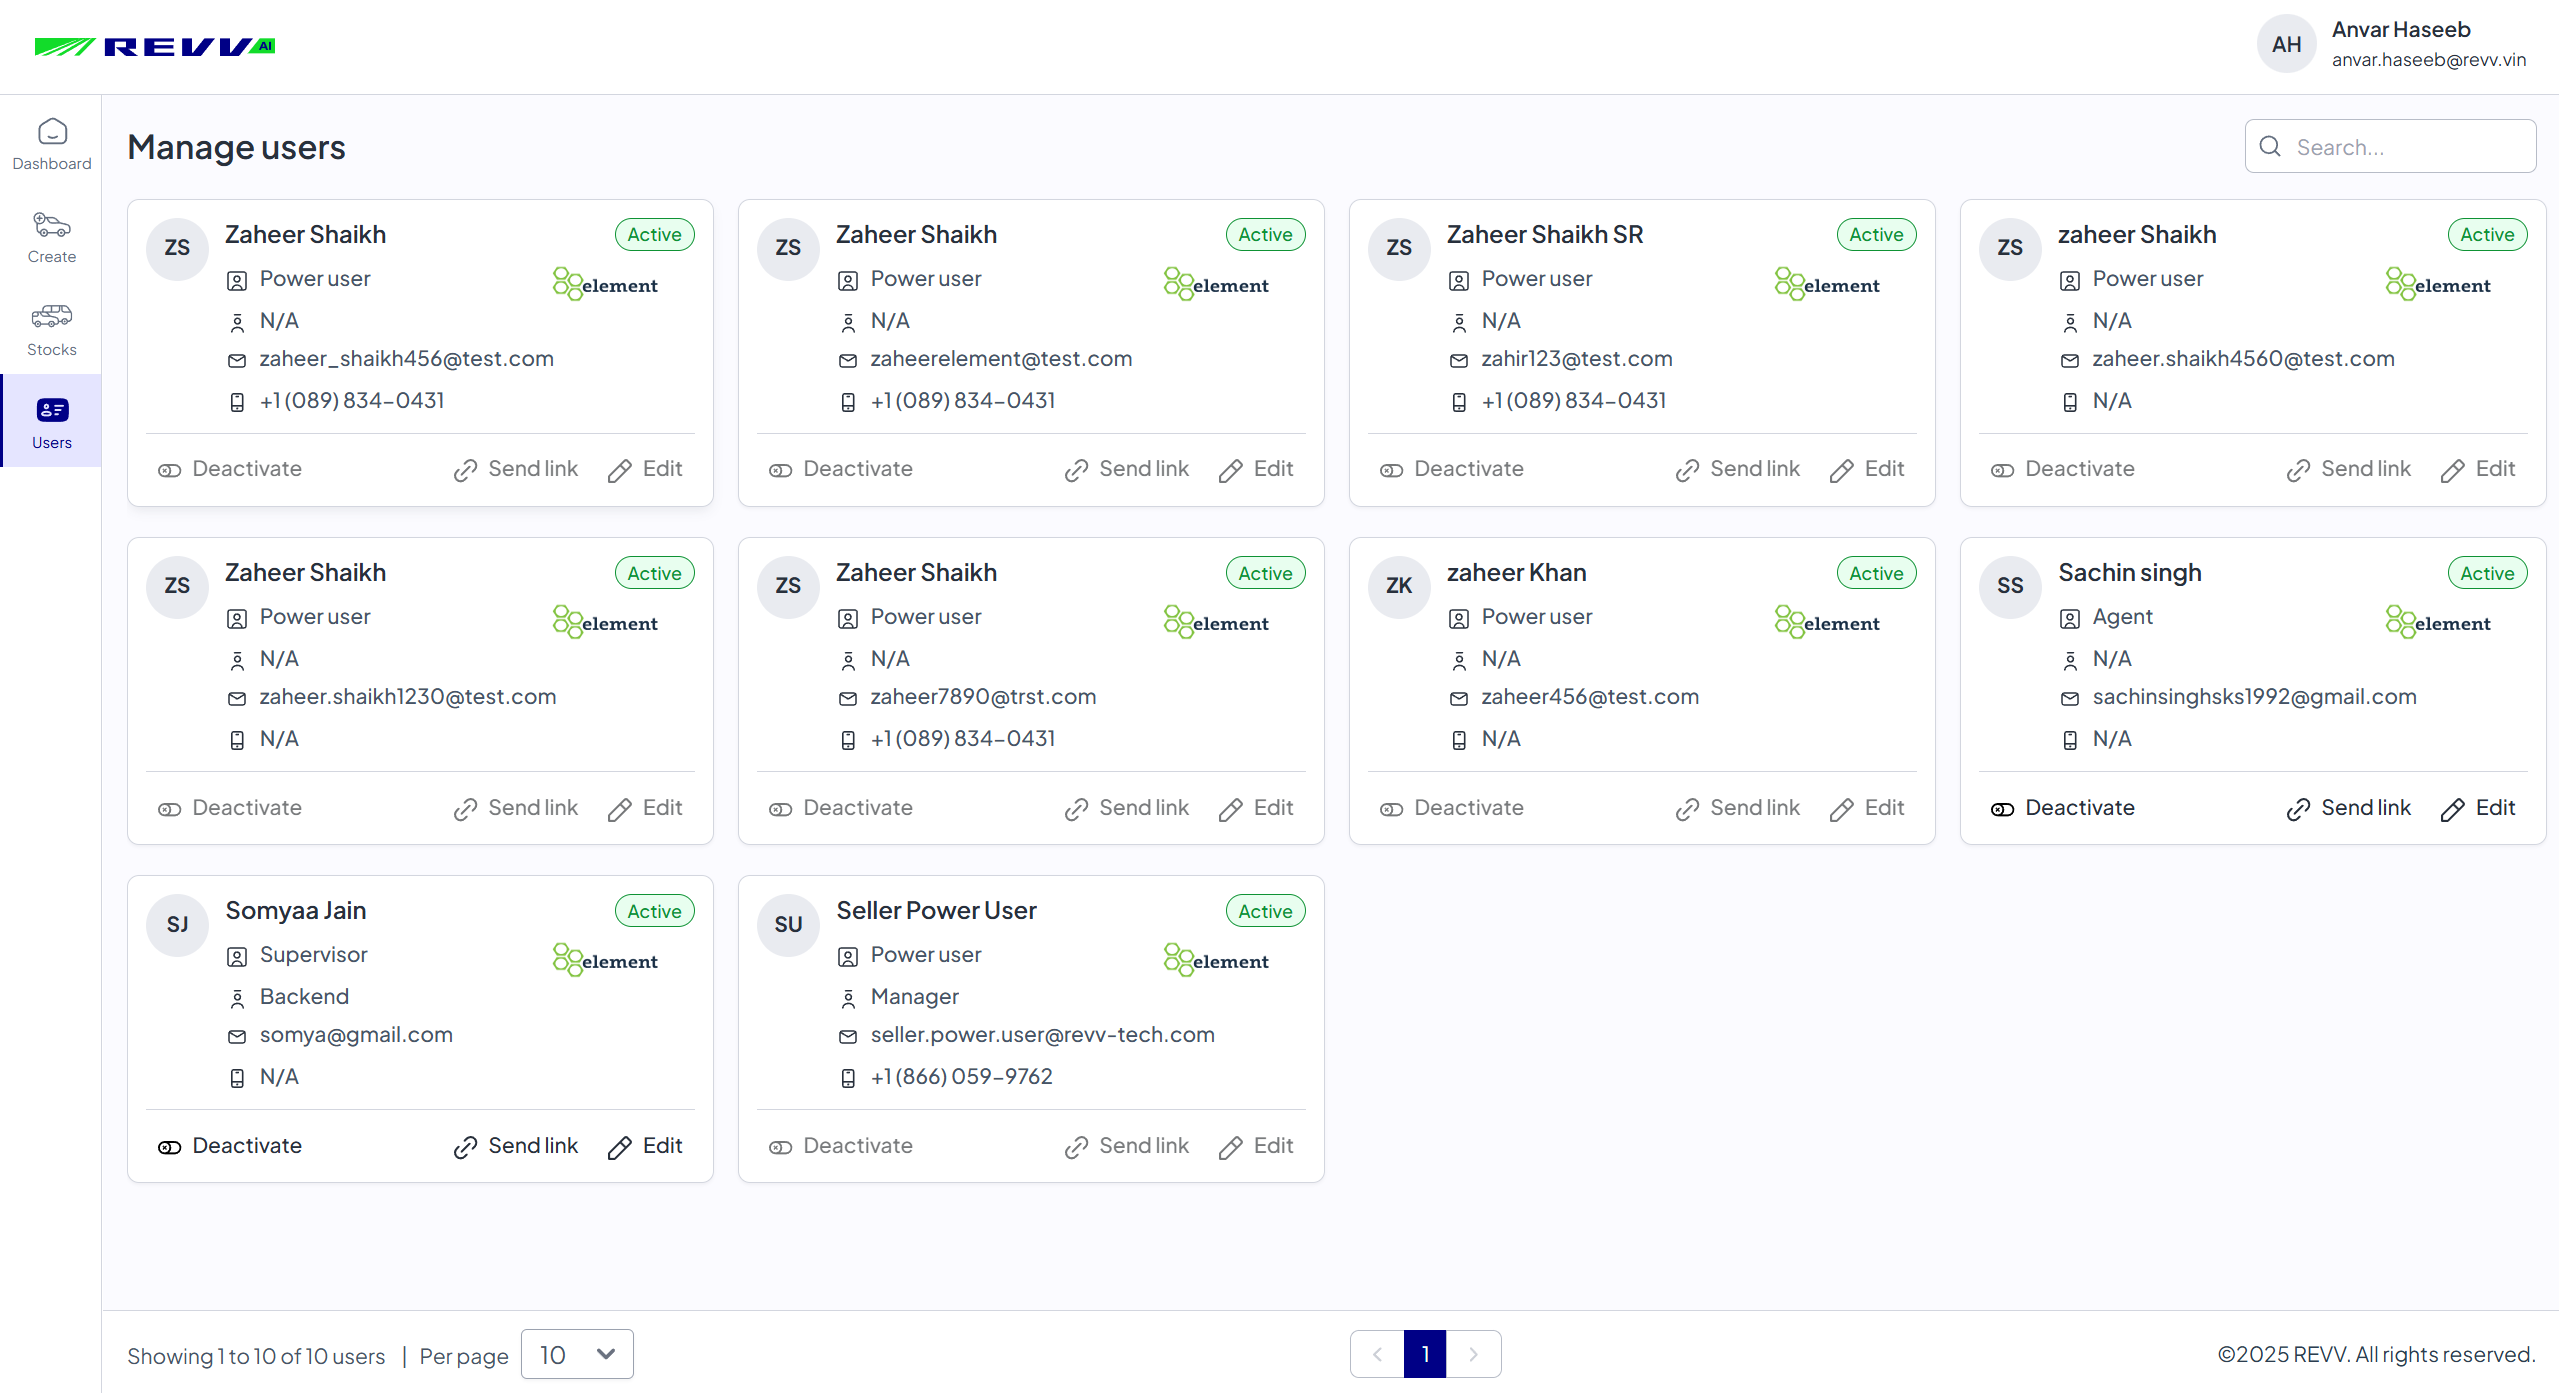 REVV AI
AH
Anvar Haseeb
anvar.haseeb@revv.vin
Dashboard
Create
Stocks
Users
Manage users
Search...
ZS
Zaheer Shaikh
Active
Power user
element
N/A
zaheer_shaikh456@test.com
+1 (089) 834-0431
Deactivate
Send link
Edit
ZS
Zaheer Shaikh
Active
Power user
element
N/A
zaheerelement@test.com
+1 (089) 834-0431
Deactivate
Send link
Edit
ZS
Zaheer Shaikh SR
Active
Power user
element
N/A
zahir123@test.com
+1 (089) 834-0431
Deactivate
Send link
Edit
ZS
zaheer Shaikh
Active
Power user
element
N/A
zaheer.shaikh4560@test.com
N/A
Deactivate
Send link
Edit
ZS
Zaheer Shaikh
Active
Power user
element
N/A
zaheer.shaikh1230@test.com
N/A
Deactivate
Send link
Edit
ZS
Zaheer Shaikh
Active
Power user
element
N/A
zaheer7890@trst.com
+1 (089) 834-0431
Deactivate
Send link
Edit
ZK
zaheer Khan
Active
Power user
element
N/A
zaheer456@test.com
N/A
Deactivate
Send link
Edit
SS
Sachin singh
Active
Agent
element
N/A
sachinsinghsks1992@gmail.com
N/A
Deactivate
Send link
Edit
SJ
Somyaa Jain
Active
Supervisor
element
Backend
somya@gmail.com
N/A
Deactivate
Send link
Edit
SU
Seller Power User
Active
Power user
element
Manager
seller.power.user@revv-tech.com
+1 (866) 059-9762
Deactivate
Send link
Edit
Showing 1 to 10 of 10 users | Per page 10
1
©2025 REVV. All rights reserved.